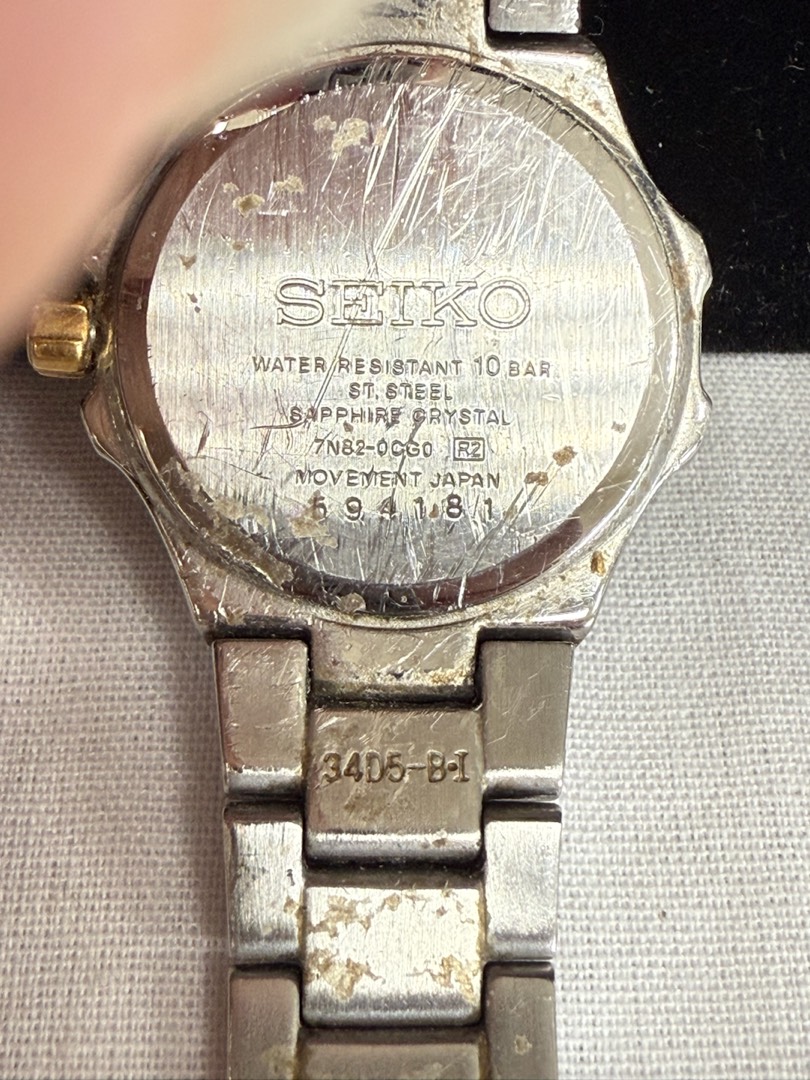 SEIKO
WATER RESISTANT 10 BAR
ST. STEEL
SAPPHIRE CRYSTAL
7N82-0CG0 R2
MOVEMENT JAPAN
594181
34D5-B·I